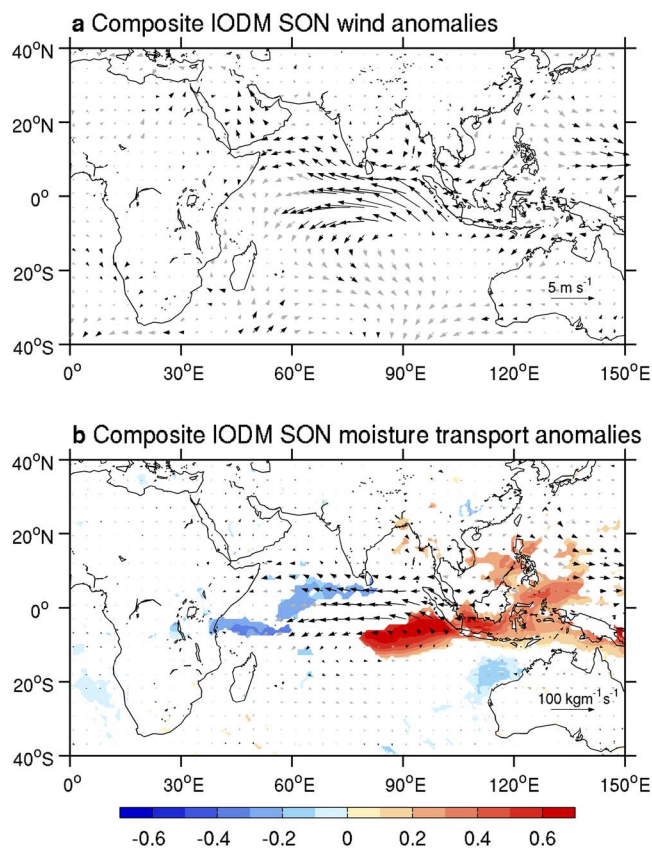 a Composite IODM SON wind anomalies
40°N
20°N
0°
20°S
40°S
5 m s⁻¹
0° 30°E 60°E 90°E 120°E 150°E
b Composite IODM SON moisture transport anomalies
40°N
20°N
0°
20°S
40°S
100 kgm⁻¹s⁻¹
0° 30°E 60°E 90°E 120°E 150°E
-0.6 -0.4 -0.2 0 0.2 0.4 0.6